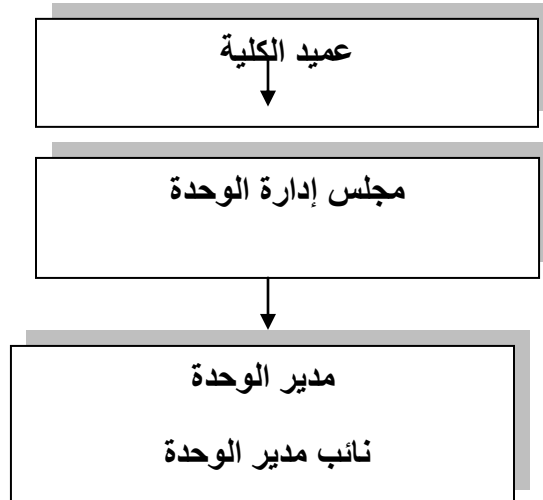 عميد الكلية
مجلس إدارة الوحدة
مدير الوحدة
نائب مدير الوحدة